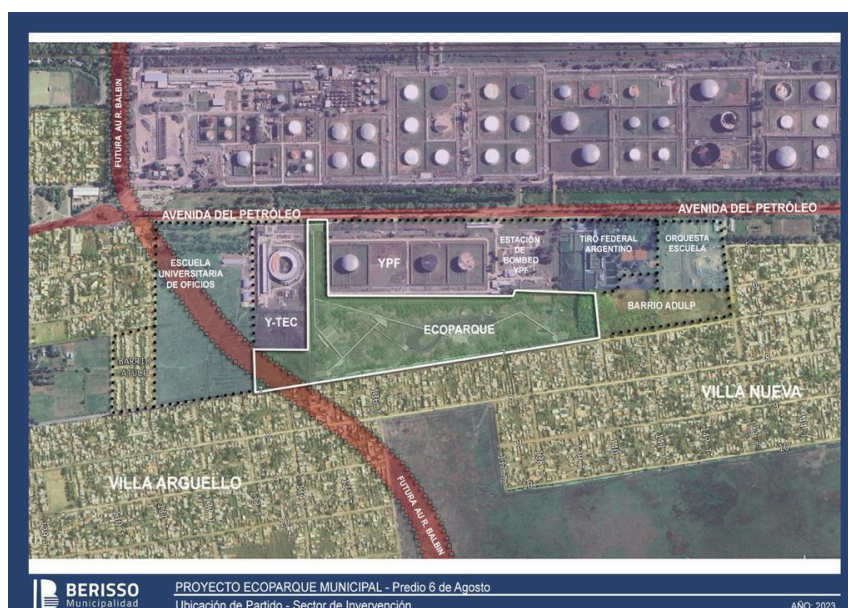 FUTURA AU R. BALBIN
AVENIDA DEL PETRÓLEO
AVENIDA DEL PETRÓLEO
ESCUELA
UNIVERSITARIA
DE OFICIOS
YPF
ESTACIÓN
DE
BOMBEO
YPF
TIRO FEDERAL
ARGENTINO
ORQUESTA
ESCUELA
Y-TEC
ECOPARQUE
BARRIO ADULP
BARRIO
ADULP
VILLA NUEVA
VILLA ARGUELLO
FUTURA AU R. BALBIN
BERISSO
Municipalidad
PROYECTO ECOPARQUE MUNICIPAL - Predio 6 de Agosto
Ubicación de Partido - Sector de Invervención
AÑO: 2023